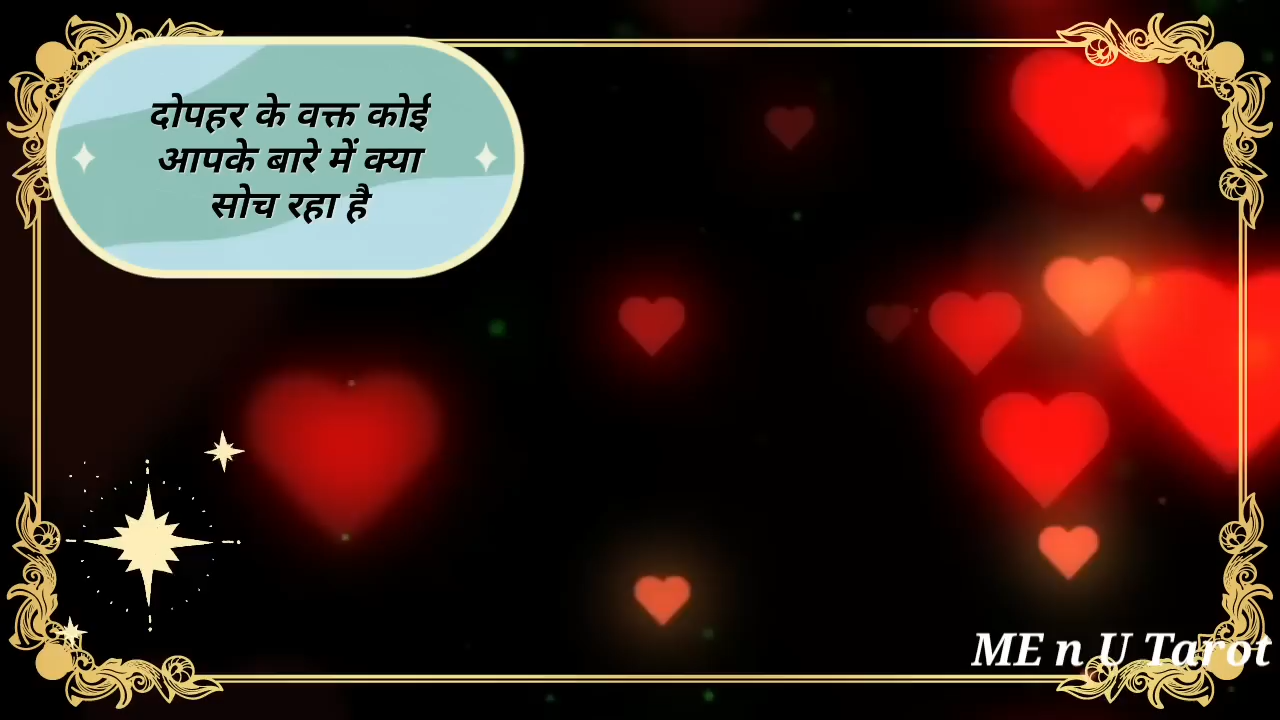 दोपहर के वक्त कोई
आपके बारे में क्या
सोच रहा है
ME n U Tarot